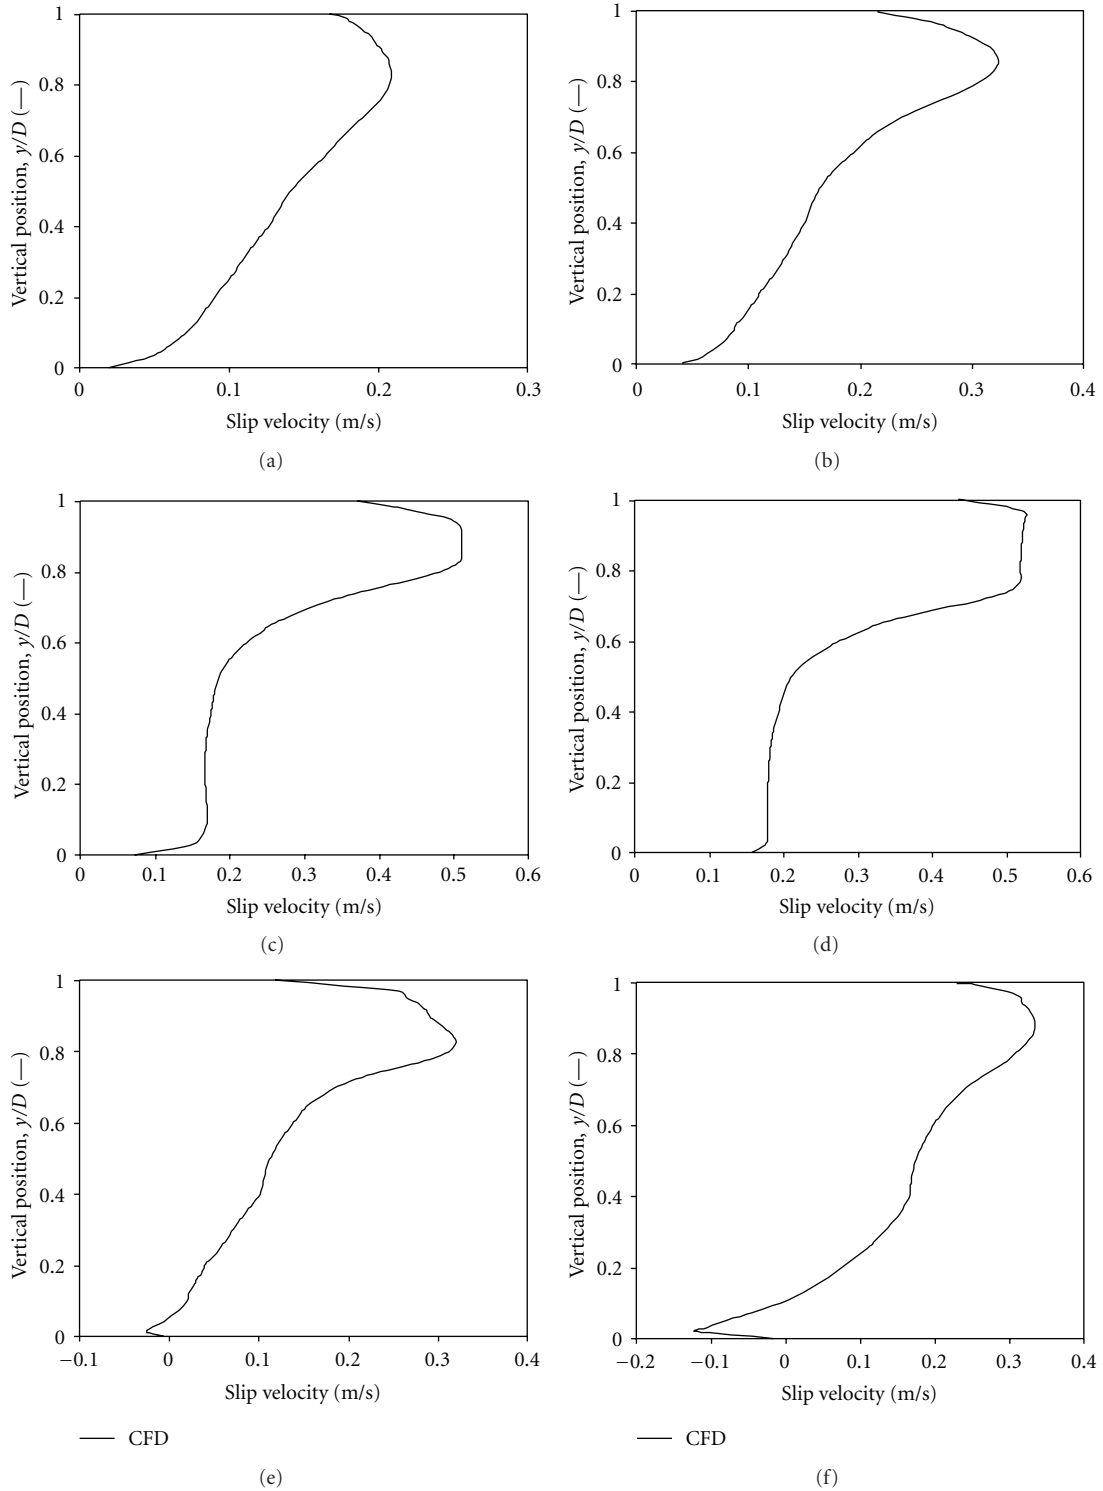 1
0.8
0.6
0.4
0.2
0
Vertical position, y/D (—)
0 0.1 0.2 0.3
Slip velocity (m/s)
(a)
1
0.8
0.6
0.4
0.2
0
Vertical position, y/D (—)
0 0.1 0.2 0.3 0.4
Slip velocity (m/s)
(b)
1
0.8
0.6
0.4
0.2
0
Vertical position, y/D (—)
0 0.1 0.2 0.3 0.4 0.5 0.6
Slip velocity (m/s)
(c)
1
0.8
0.6
0.4
0.2
0
Vertical position, y/D (—)
0 0.1 0.2 0.3 0.4 0.5 0.6
Slip velocity (m/s)
(d)
1
0.8
0.6
0.4
0.2
0
Vertical position, y/D (—)
−0.1 0 0.1 0.2 0.3 0.4
Slip velocity (m/s)
CFD
(e)
1
0.8
0.6
0.4
0.2
0
Vertical position, y/D (—)
−0.2 −0.1 0 0.1 0.2 0.3 0.4
Slip velocity (m/s)
CFD
(f)